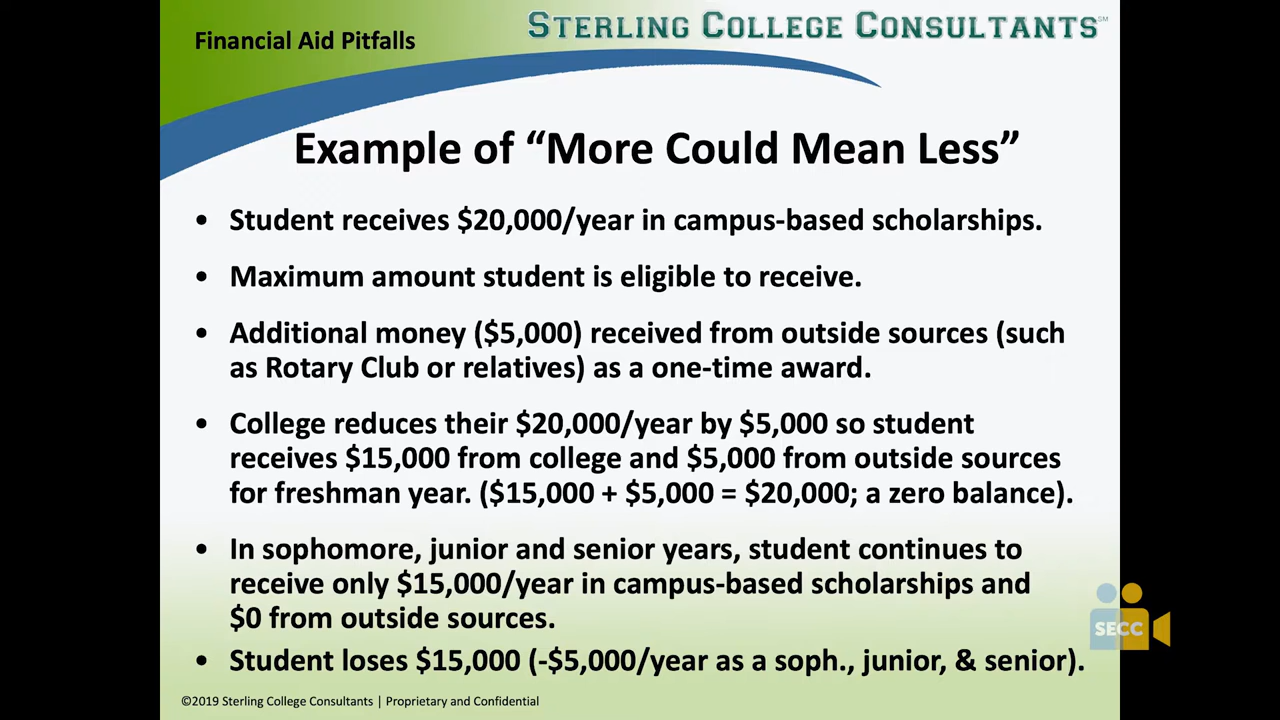 Financial Aid Pitfalls
STERLING COLLEGE CONSULTANTS℠
Example of “More Could Mean Less”
• Student receives $20,000/year in campus-based scholarships.
• Maximum amount student is eligible to receive.
• Additional money ($5,000) received from outside sources (such
as Rotary Club or relatives) as a one-time award.
• College reduces their $20,000/year by $5,000 so student
receives $15,000 from college and $5,000 from outside sources
for freshman year. ($15,000 + $5,000 = $20,000; a zero balance).
• In sophomore, junior and senior years, student continues to
receive only $15,000/year in campus-based scholarships and
$0 from outside sources.
• Student loses $15,000 (-$5,000/year as a soph., junior, & senior).
SECC
©2019 Sterling College Consultants | Proprietary and Confidential